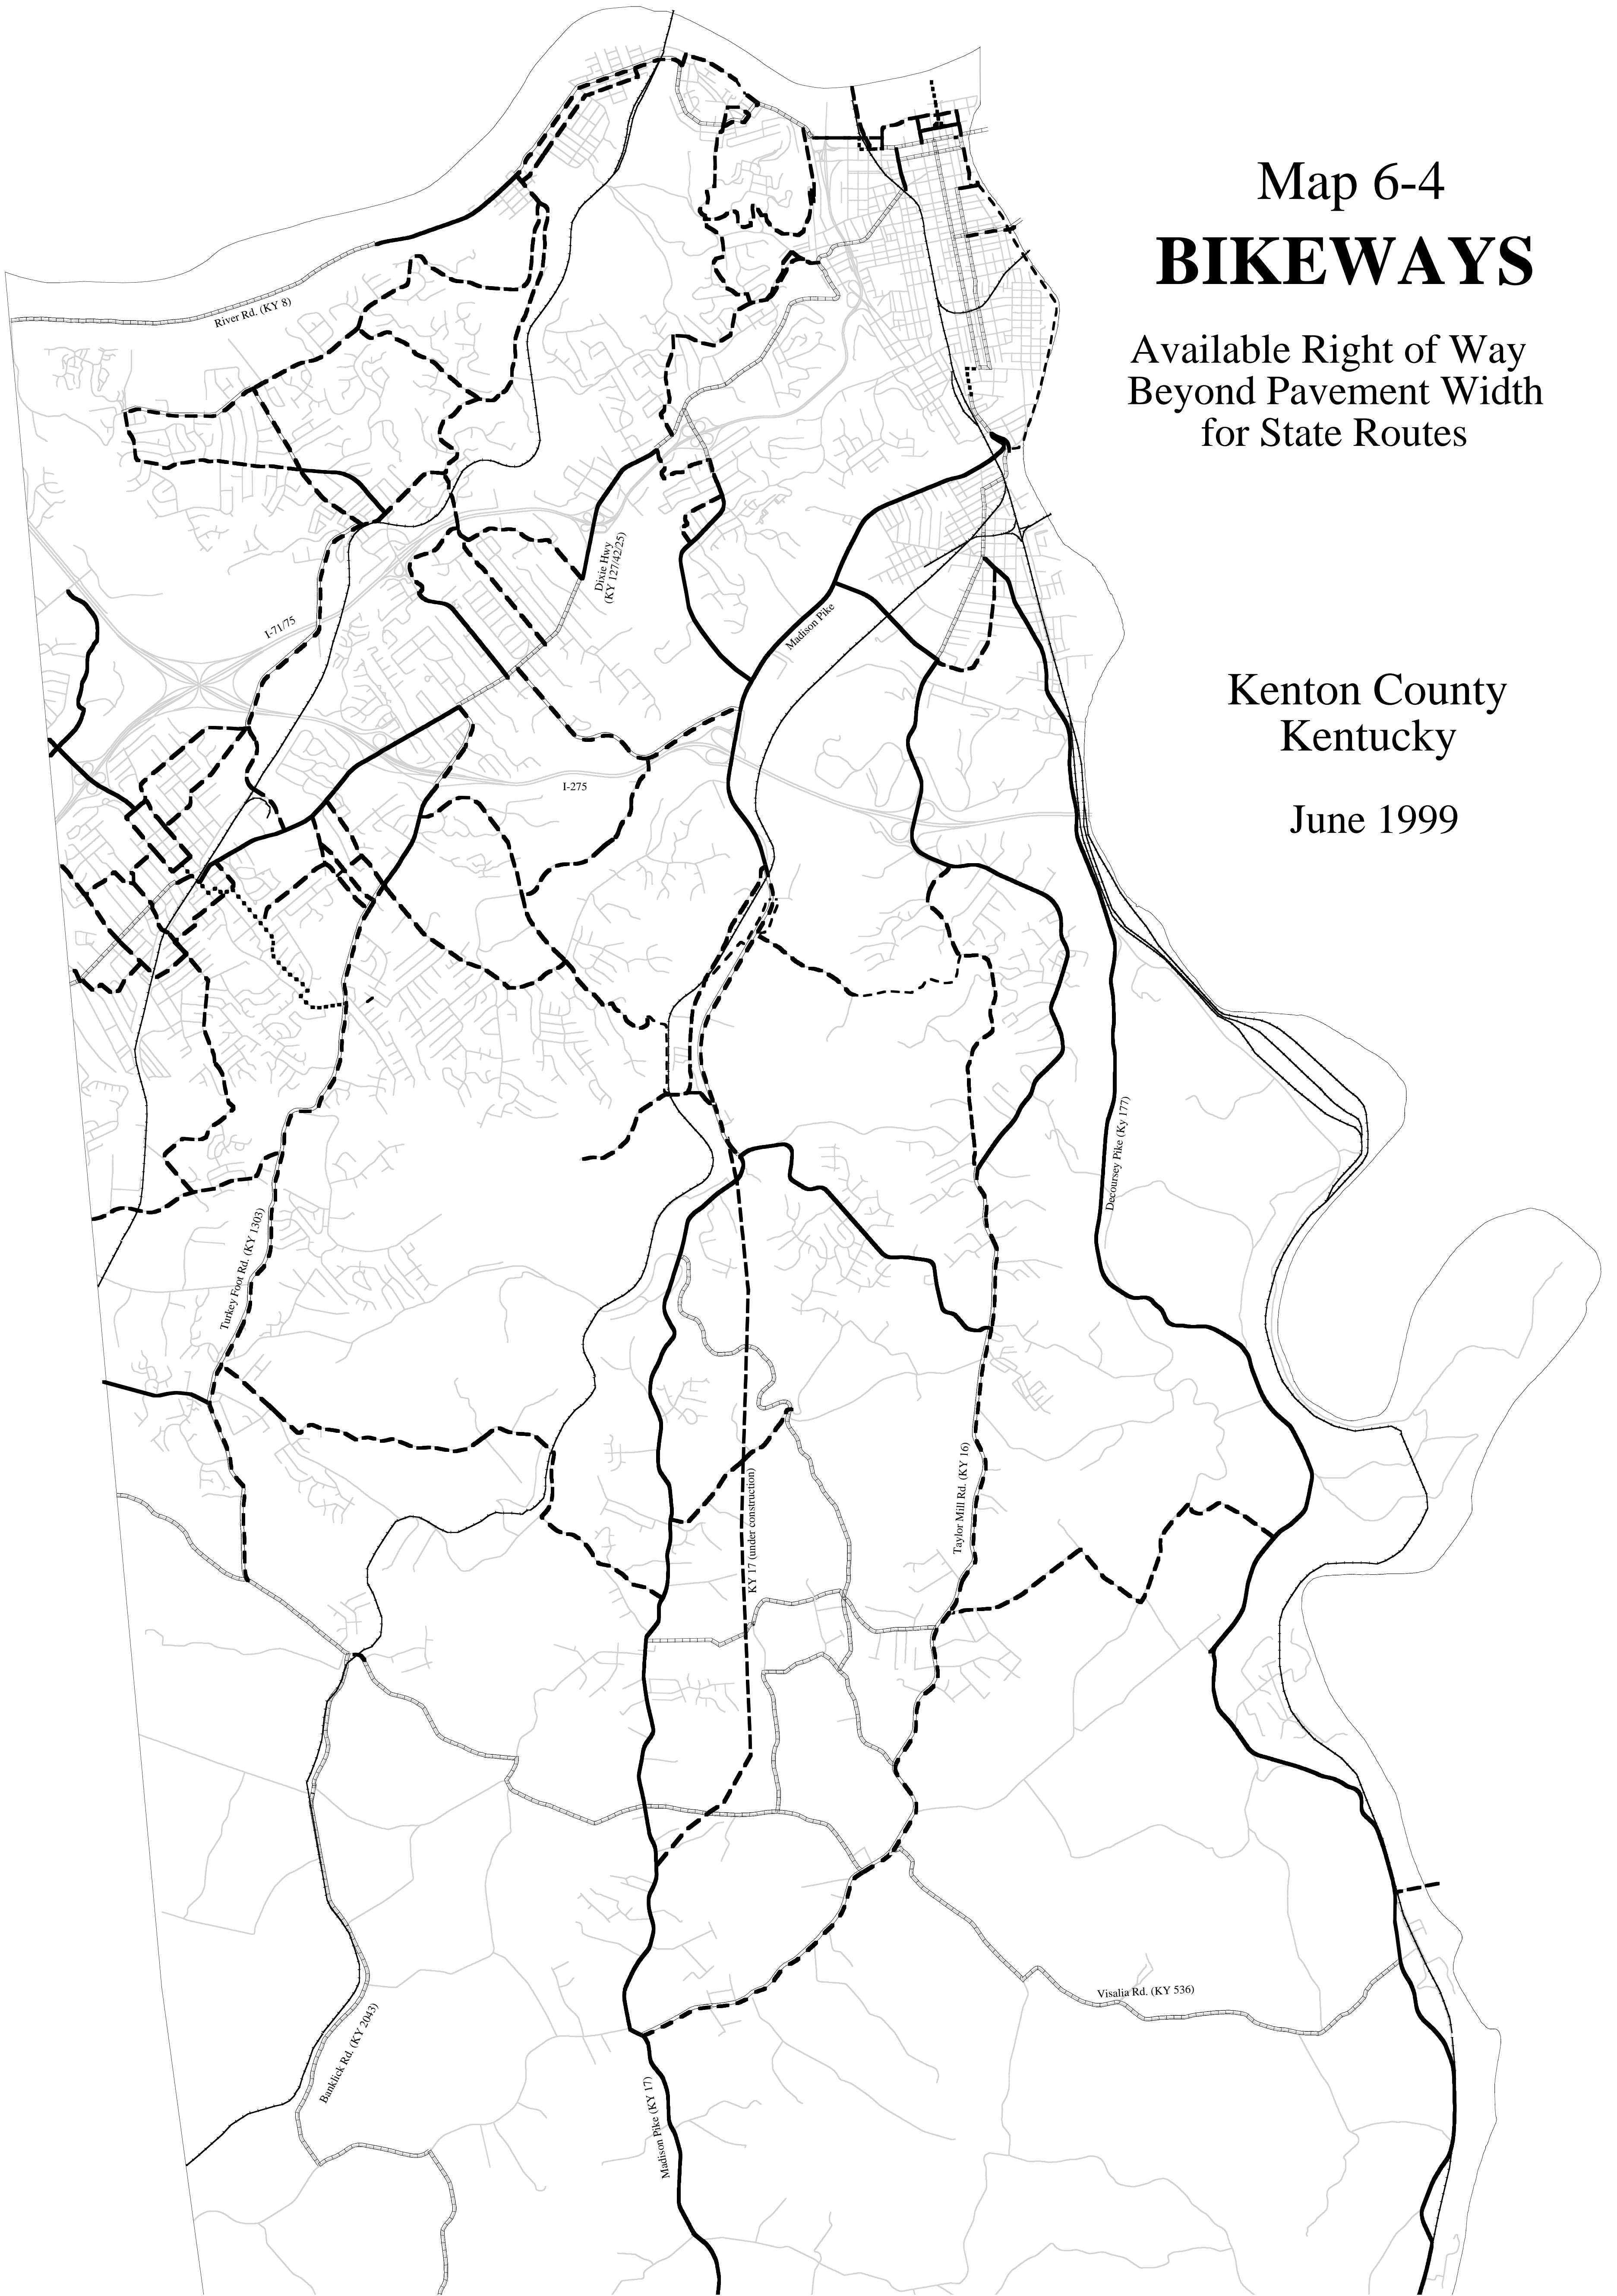 Map 6-4
BIKEWAYS
Available Right of Way
Beyond Pavement Width
for State Routes
Kenton County
Kentucky
June 1999
River Rd. (KY 8)
Dixie Hwy
(KY 127/42/25)
I-71/75
Madison Pike
I-275
Decoursey Pike (Ky 177)
Turkey Foot Rd. (KY 1303)
Taylor Mill Rd. (KY 16)
KY 17 (under construction)
Visalia Rd. (KY 536)
Banklick Rd. (KY 2043)
Madison Pike (KY 17)